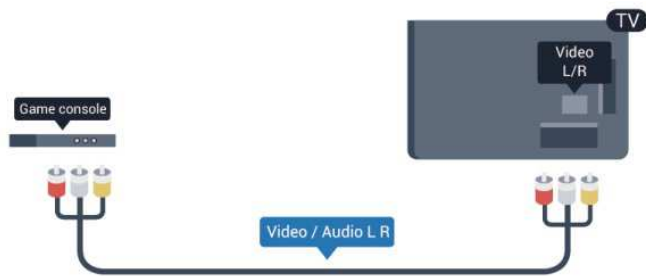 TV
Video
L/R
Game console
Video / Audio L R